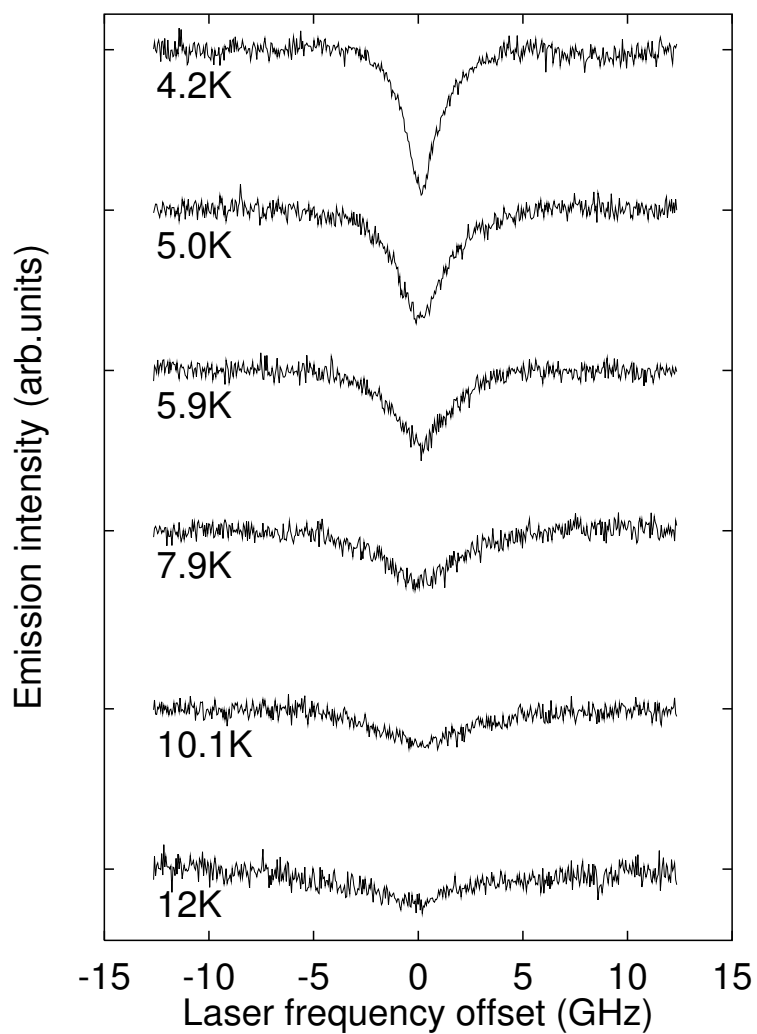 4.2K
5.0K
5.9K
7.9K
10.1K
12K
Emission intensity (arb.units)
-15 -10 -5 0 5 10 15
Laser frequency offset (GHz)